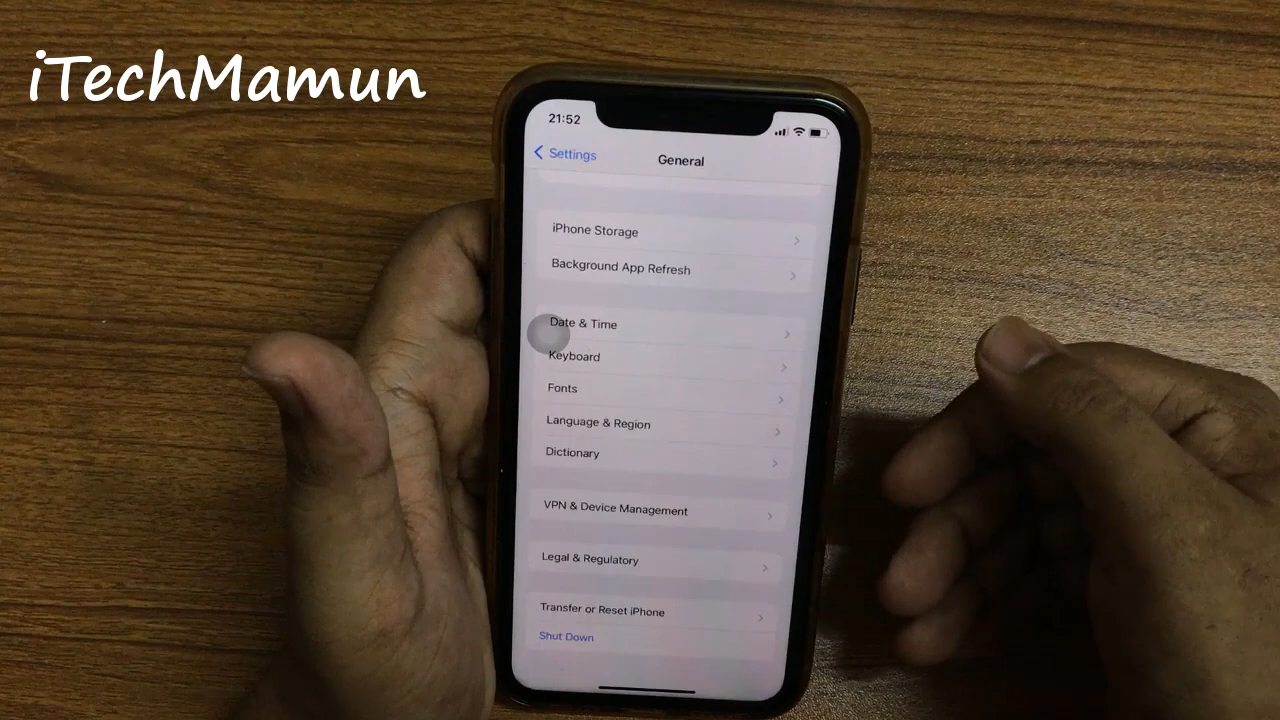 iTechMamun
21:52
Settings
General
iPhone Storage
Background App Refresh
Date & Time
Keyboard
Fonts
Language & Region
Dictionary
VPN & Device Management
Legal & Regulatory
Transfer or Reset iPhone
Shut Down